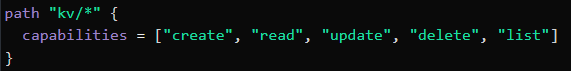 path "kv/*" {
  capabilities = ["create", "read", "update", "delete", "list"]
}